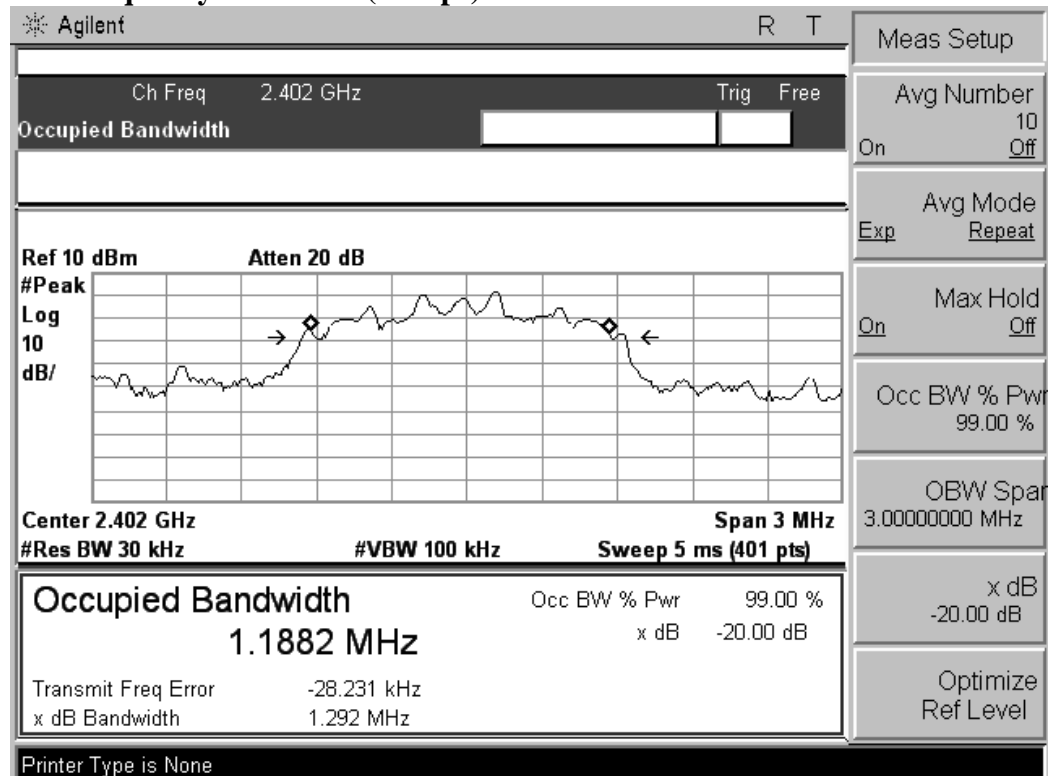 Agilent R T
Ch Freq 2.402 GHz Trig Free
Occupied Bandwidth
Ref 10 dBm Atten 20 dB
#Peak
Log
10
dB/
Center 2.402 GHz Span 3 MHz
#Res BW 30 kHz #VBW 100 kHz Sweep 5 ms (401 pts)
Occupied Bandwidth
1.1882 MHz
Occ BW % Pwr 99.00 %
x dB -20.00 dB
Transmit Freq Error -28.231 kHz
x dB Bandwidth 1.292 MHz
Printer Type is None
Meas Setup
Avg Number
10
On Off
Avg Mode
Exp Repeat
Max Hold
On Off
Occ BW % Pwr
99.00 %
OBW Spar
3.00000000 MHz
x dB
-20.00 dB
Optimize
Ref Level